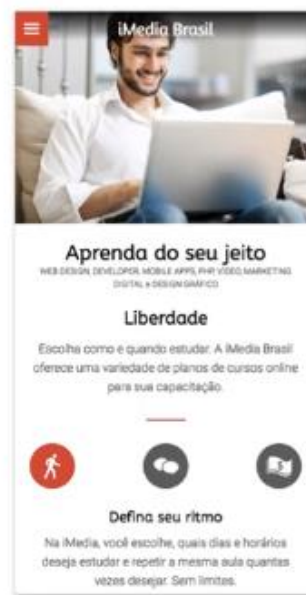 iMedia Brasil
Aprenda do seu jeito
WEB DESIGN, DEVELOPER, MOBILE APPS, PHP, VÍDEO, MARKETING
DIGITAL e DESIGN GRÁFICO
Liberdade
Escolha como e quando estudar. A iMedia Brasil
oferece uma variedade de planos de cursos online
para sua capacitação.
Defina seu ritmo
Na iMedia, você escolhe, quais dias e horários
deseja estudar e repetir a mesma aula quantas
vezes desejar. Sem limites.